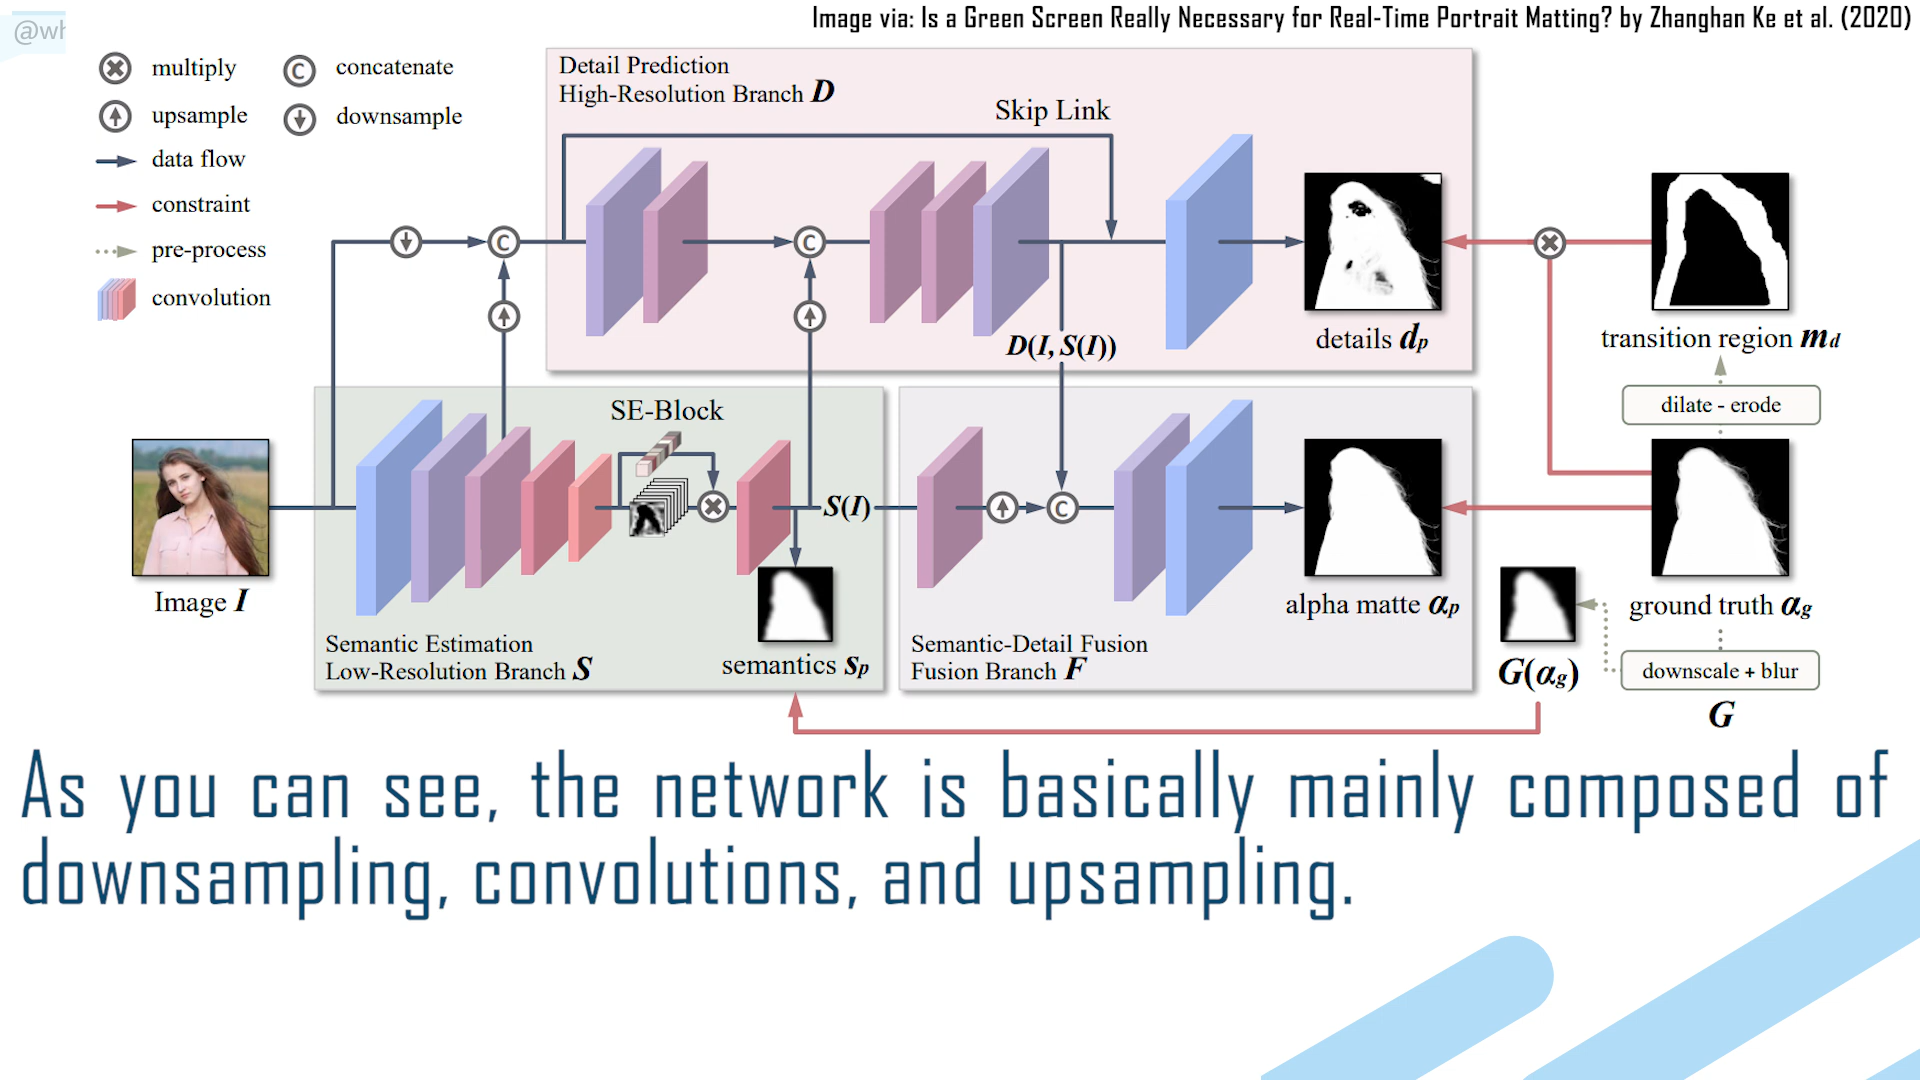 Image via: Is a Green Screen Really Necessary for Real-Time Portrait Matting? by Zhanghan Ke et al. (2020)
multiply
concatenate
upsample
downsample
data flow
constraint
pre-process
convolution
Detail Prediction
High-Resolution Branch D
Skip Link
D(I, S(I))
details dp
transition region md
dilate - erode
SE-Block
Image I
S(I)
Semantic Estimation
Low-Resolution Branch S
semantics sp
Semantic-Detail Fusion
Fusion Branch F
alpha matte αp
ground truth αg
G(αg)
downscale + blur
G
As you can see, the network is basically mainly composed of
downsampling, convolutions, and upsampling.